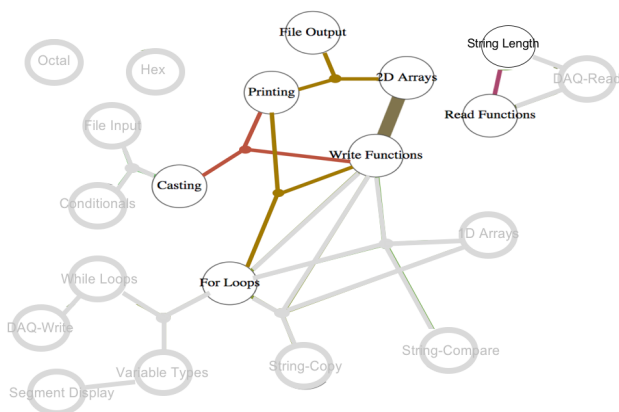 File Output
String Length
Octal
Hex
2D Arrays
DAQ-Read
Printing
Read Functions
File Input
Write Functions
Casting
Conditionals
1D Arrays
While Loops
For Loops
DAQ-Write
String-Compare
Variable Types
String-Copy
Segment Display